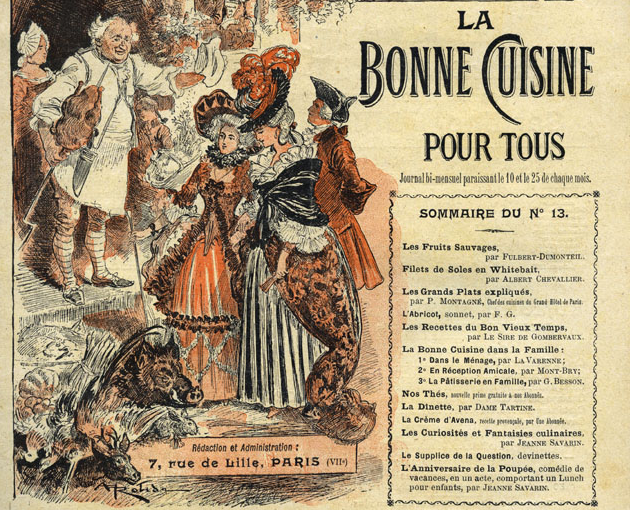 LA
BONNE CUISINE
POUR TOUS
Journal bi-mensuel paraissant le 10 et le 25 de chaque mois.
SOMMAIRE DU Nº 13.
Les Fruits Sauvages,
par FULBERT-DUMONTEIL.
Filets de Soles en Whitebait,
par ALBERT CHEVALLIER.
Les Grands Plats expliqués,
par P. MONTAGNÉ, Chef des cuisines du Grand Hôtel de Paris.
L'Abricot, sonnet, par F. G.
Les Recettes du Bon Vieux Temps,
par LE SIRE DE GOMBERVAUX.
La Bonne Cuisine dans la Famille :
1º Dans le Ménage, par LA VARENNE ;
2º En Réception Amicale, par MONT-BRY ;
3º La Pâtisserie en Famille, par G. BESSON.
Nos Thés, nouvelle prime gratuite à nos Abonnés.
La Dînette, par DAME TARTINE.
La Crème d'Avena, recette provençale, par Une Abonnée.
Les Curiosités et Fantaisies culinaires,
par JEANNE SAVARIN.
Le Supplice de la Question, devinettes.
L'Anniversaire de la Poupée, comédie de
vacances, en un acte, comportant un Lunch
pour enfants, par JEANNE SAVARIN.
Rédaction et Administration :
7, rue de Lille, PARIS (VIIe)